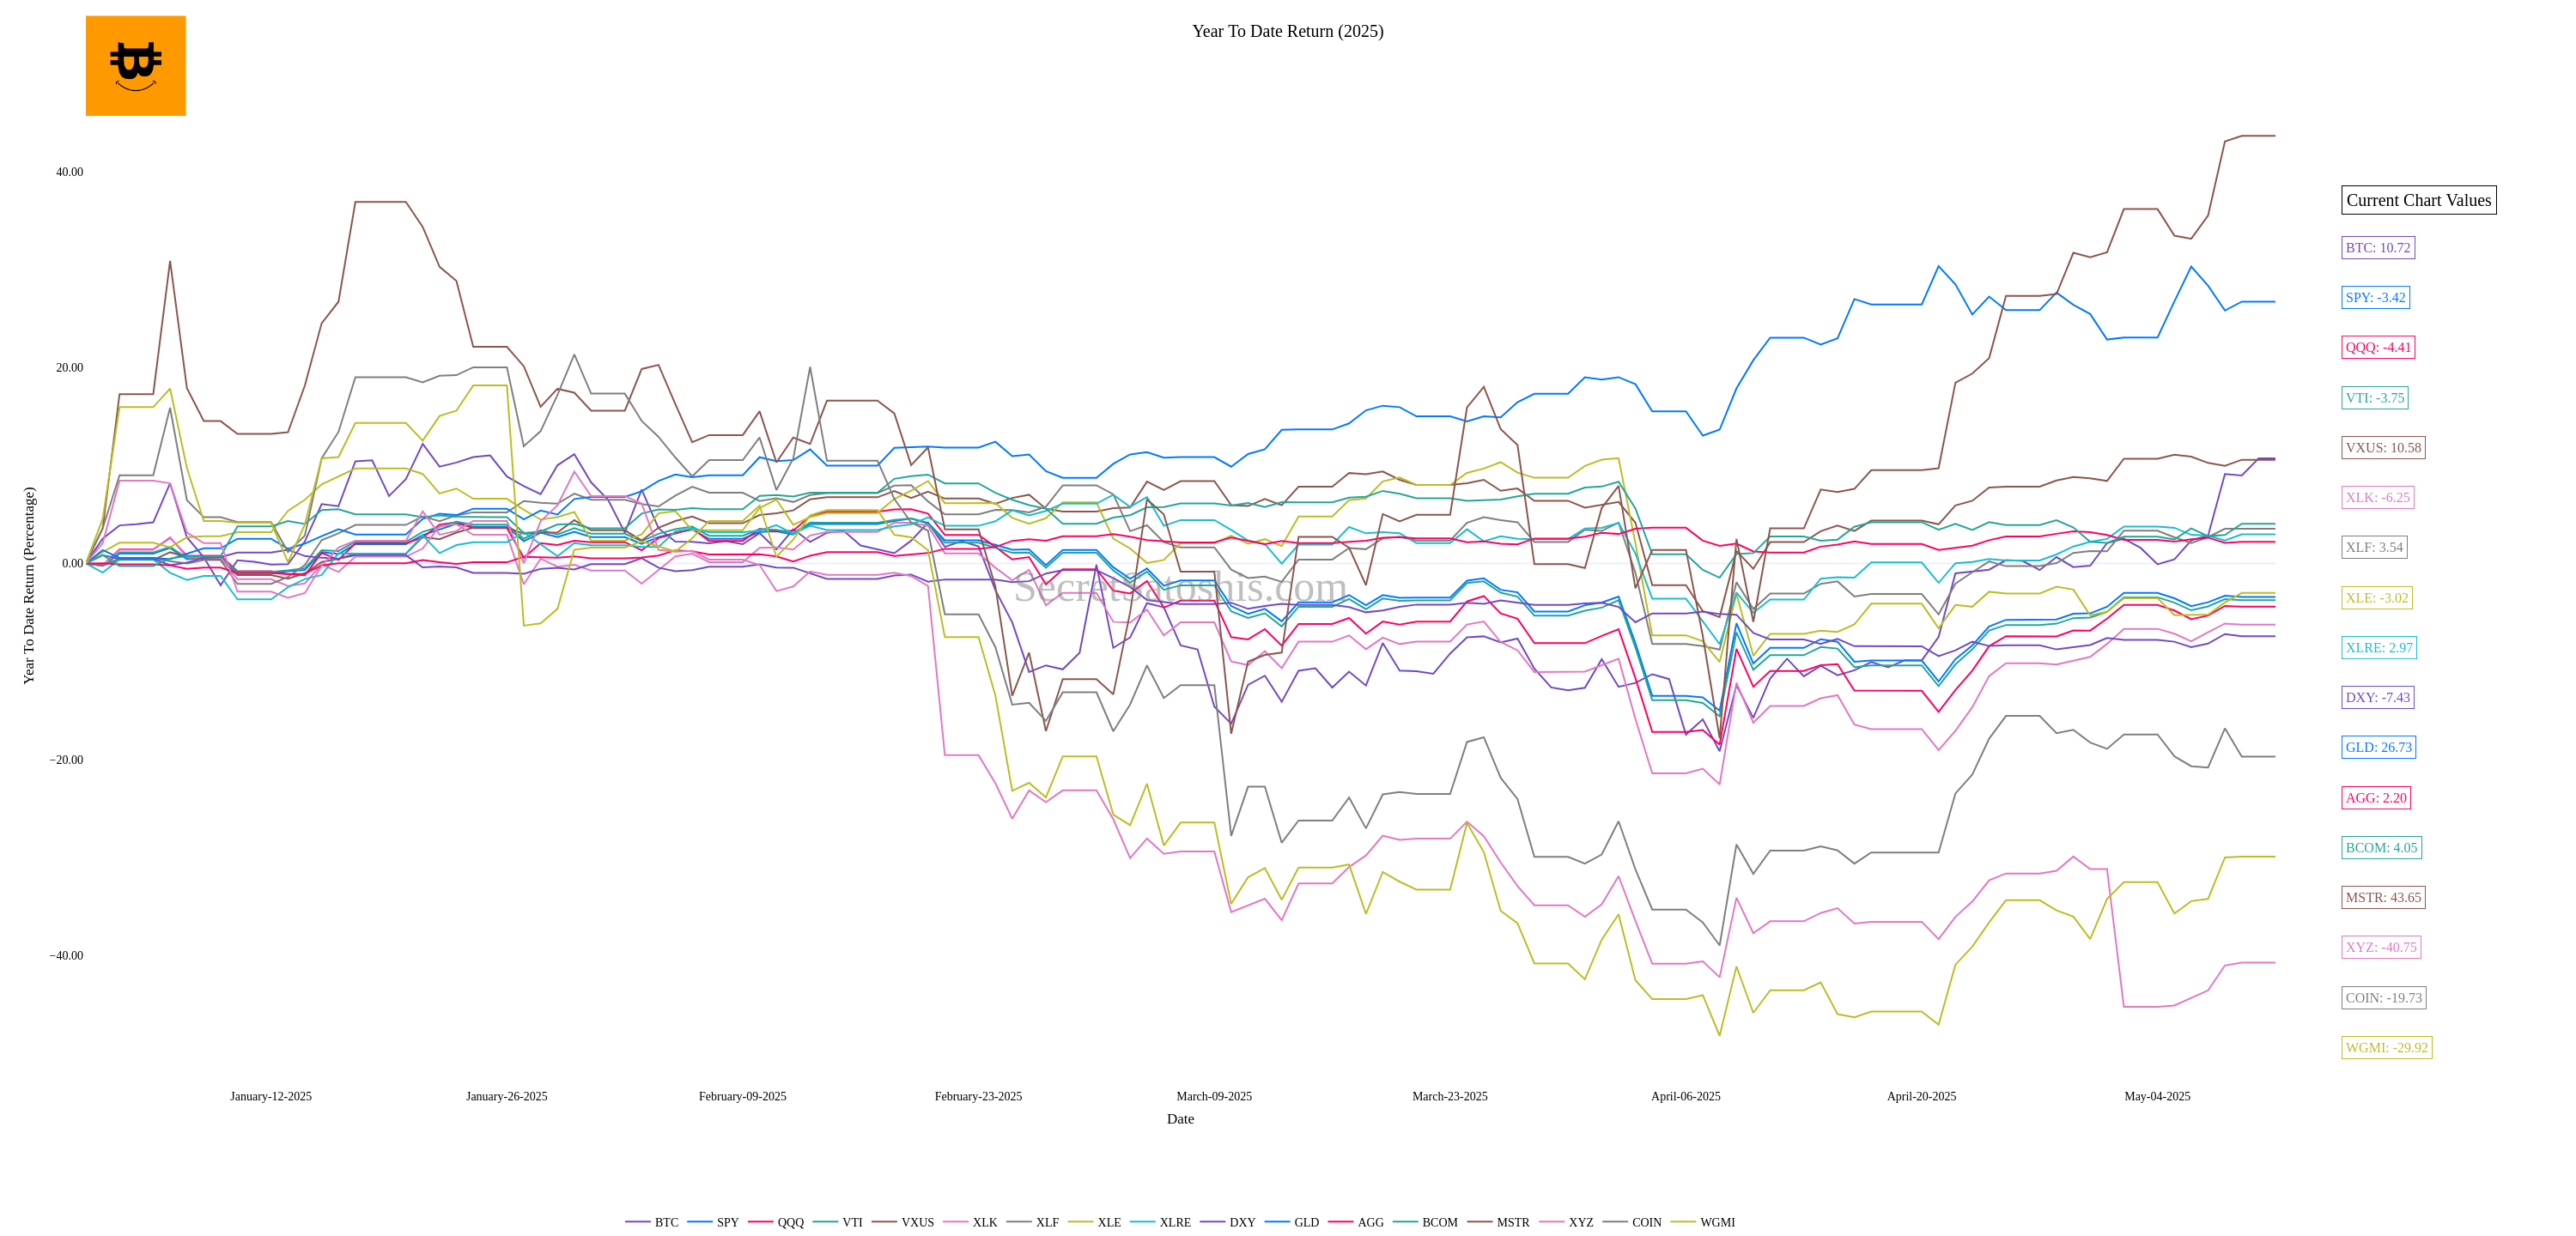 Year To Date Return (2025)
40.00
20.00
0.00
−20.00
−40.00
Year To Date Return (Percentage)
SecretSatoshis.com
Current Chart Values
BTC: 10.72
SPY: -3.42
QQQ: -4.41
VTI: -3.75
VXUS: 10.58
XLK: -6.25
XLF: 3.54
XLE: -3.02
XLRE: 2.97
DXY: -7.43
GLD: 26.73
AGG: 2.20
BCOM: 4.05
MSTR: 43.65
XYZ: -40.75
COIN: -19.73
WGMI: -29.92
January-12-2025 January-26-2025 February-09-2025 February-23-2025 March-09-2025 March-23-2025 April-06-2025 April-20-2025 May-04-2025
Date
BTC SPY QQQ VTI VXUS XLK XLF XLE XLRE DXY GLD AGG BCOM MSTR XYZ COIN WGMI